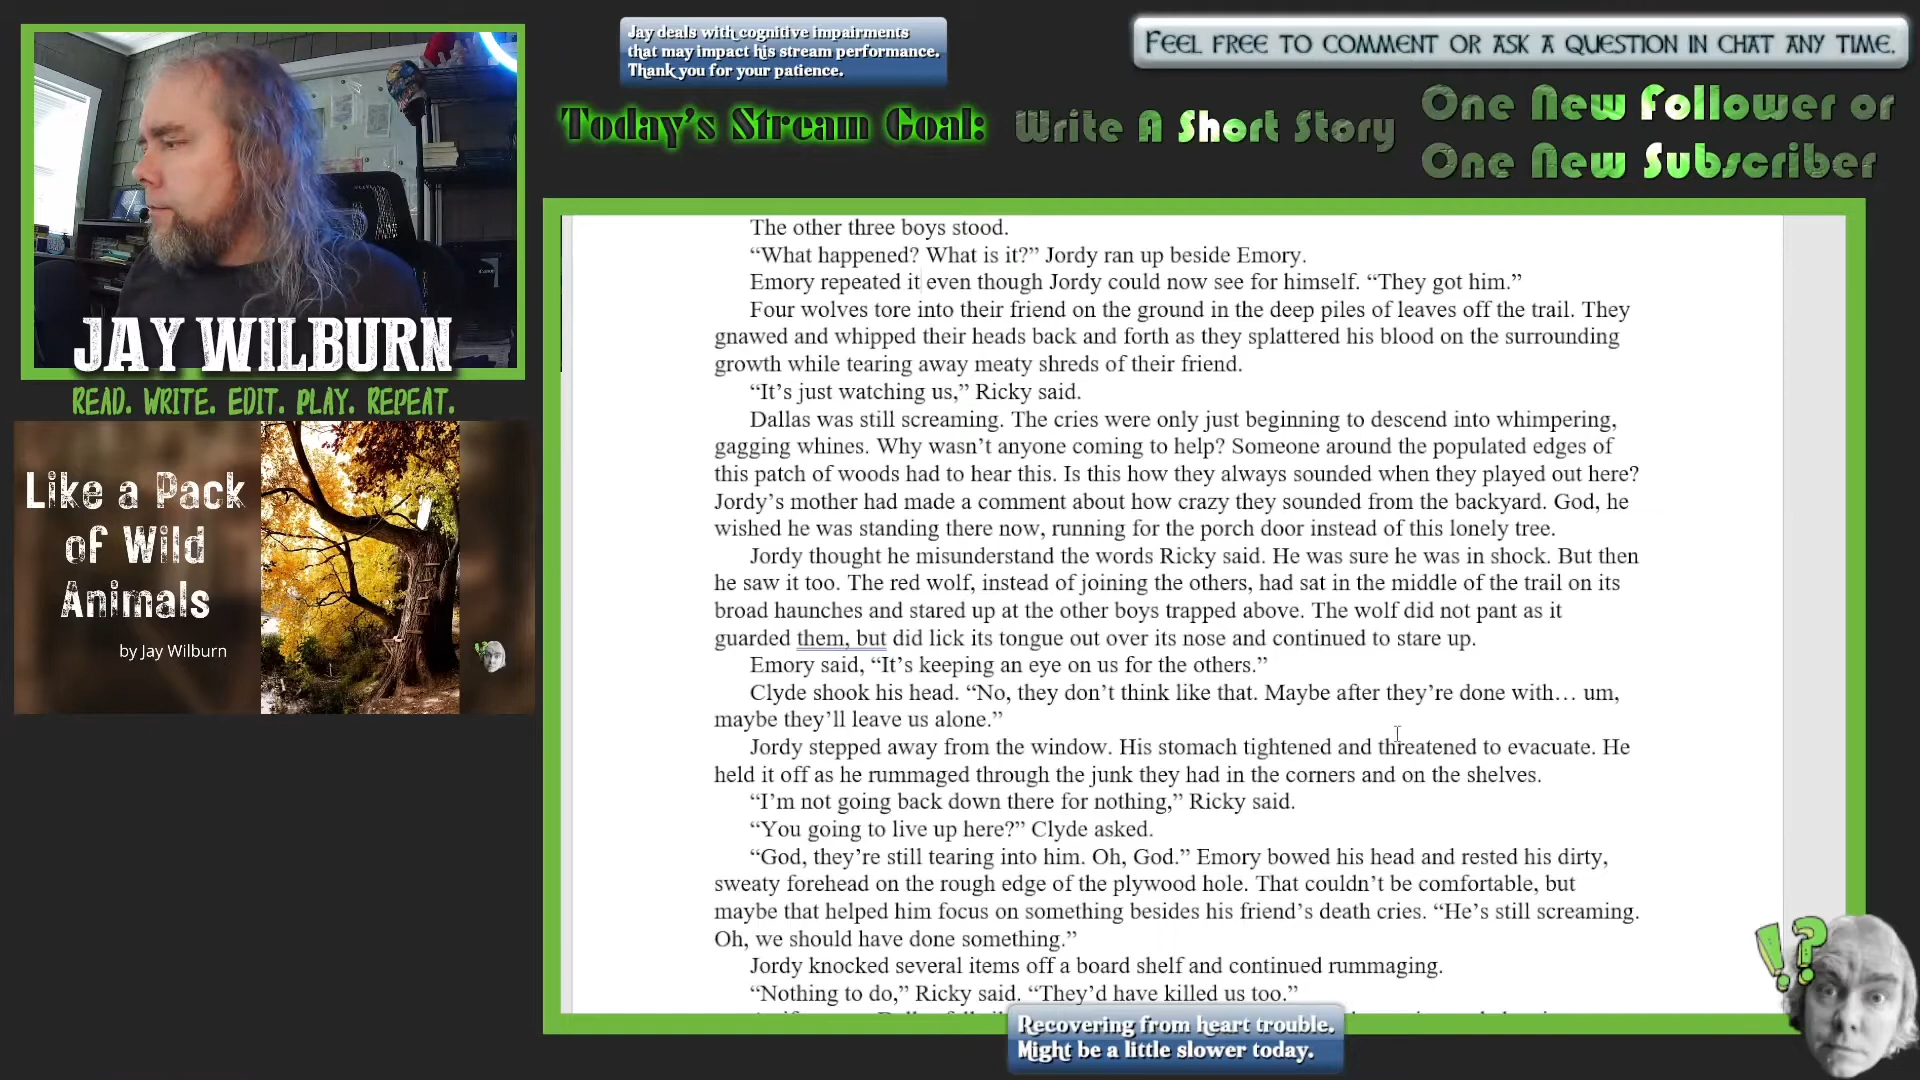 Jay deals with cognitive impairments
that may impact his stream performance.
Thank you for your patience.
Feel free to comment or ask a question in chat any time.
Today's Stream Goal:
Write A Short Story
One New Follower or
One New Subscriber
JAY WILBURN
READ. WRITE. EDIT. PLAY. REPEAT.
Like a Pack
of Wild
Animals
by Jay Wilburn
The other three boys stood.
“What happened? What is it?” Jordy ran up beside Emory.
Emory repeated it even though Jordy could now see for himself. “They got him.”
Four wolves tore into their friend on the ground in the deep piles of leaves off the trail. They
gnawed and whipped their heads back and forth as they splattered his blood on the surrounding
growth while tearing away meaty shreds of their friend.
“It’s just watching us,” Ricky said.
Dallas was still screaming. The cries were only just beginning to descend into whimpering,
gagging whines. Why wasn’t anyone coming to help? Someone around the populated edges of
this patch of woods had to hear this. Is this how they always sounded when they played out here?
Jordy’s mother had made a comment about how crazy they sounded from the backyard. God, he
wished he was standing there now, running for the porch door instead of this lonely tree.
Jordy thought he misunderstand the words Ricky said. He was sure he was in shock. But then
he saw it too. The red wolf, instead of joining the others, had sat in the middle of the trail on its
broad haunches and stared up at the other boys trapped above. The wolf did not pant as it
guarded them, but did lick its tongue out over its nose and continued to stare up.
Emory said, “It’s keeping an eye on us for the others.”
Clyde shook his head. “No, they don’t think like that. Maybe after they’re done with… um,
maybe they’ll leave us alone.”
Jordy stepped away from the window. His stomach tightened and threatened to evacuate. He
held it off as he rummaged through the junk they had in the corners and on the shelves.
“I’m not going back down there for nothing,” Ricky said.
“You going to live up here?” Clyde asked.
“God, they’re still tearing into him. Oh, God.” Emory bowed his head and rested his dirty,
sweaty forehead on the rough edge of the plywood hole. That couldn’t be comfortable, but
maybe that helped him focus on something besides his friend’s death cries. “He’s still screaming.
Oh, we should have done something.”
Jordy knocked several items off a board shelf and continued rummaging.
“Nothing to do,” Ricky said. “They’d have killed us too.”
Recovering from heart trouble.
Might be a little slower today.
!?